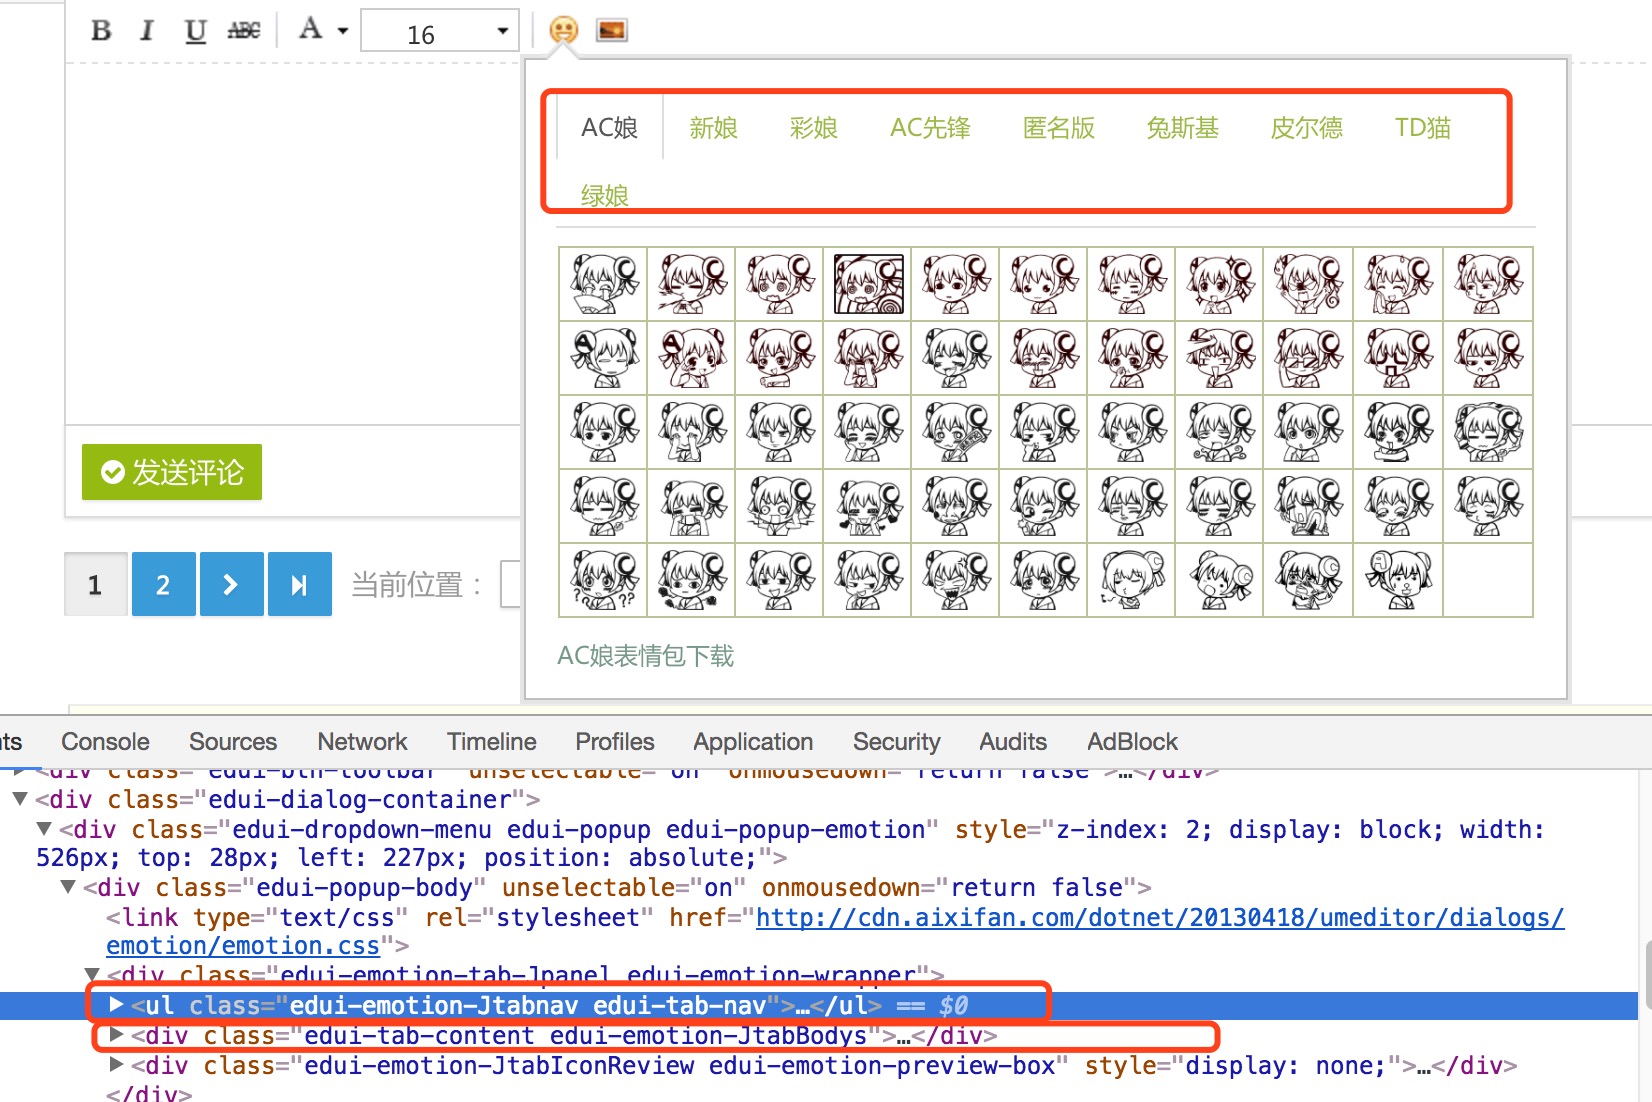 B I U ABC A 16
AC娘 新娘 彩娘 AC先锋 匿名版 兔斯基 皮尔德 TD猫
绿娘
发送评论
1 2 当前位置：
AC娘表情包下载
nts Console Sources Network Timeline Profiles Application Security Audits AdBlock
<div class="edui-btn-toolbar" unselectable="on" onmousedown="return false">…</div>
<div class="edui-dialog-container">
<div class="edui-dropdown-menu edui-popup edui-popup-emotion" style="z-index: 2; display: block; width:
526px; top: 28px; left: 227px; position: absolute;">
<div class="edui-popup-body" unselectable="on" onmousedown="return false">
<link type="text/css" rel="stylesheet" href="http://cdn.aixifan.com/dotnet/20130418/umeditor/dialogs/
emotion/emotion.css">
<div class="edui-emotion-tab-Jpanel edui-emotion-wrapper">
<ul class="edui-emotion-Jtabnav edui-tab-nav">…</ul> == $0
<div class="edui-tab-content edui-emotion-JtabBodys">…</div>
<div class="edui-emotion-JtabIconReview edui-emotion-preview-box" style="display: none;">…</div>
</div>